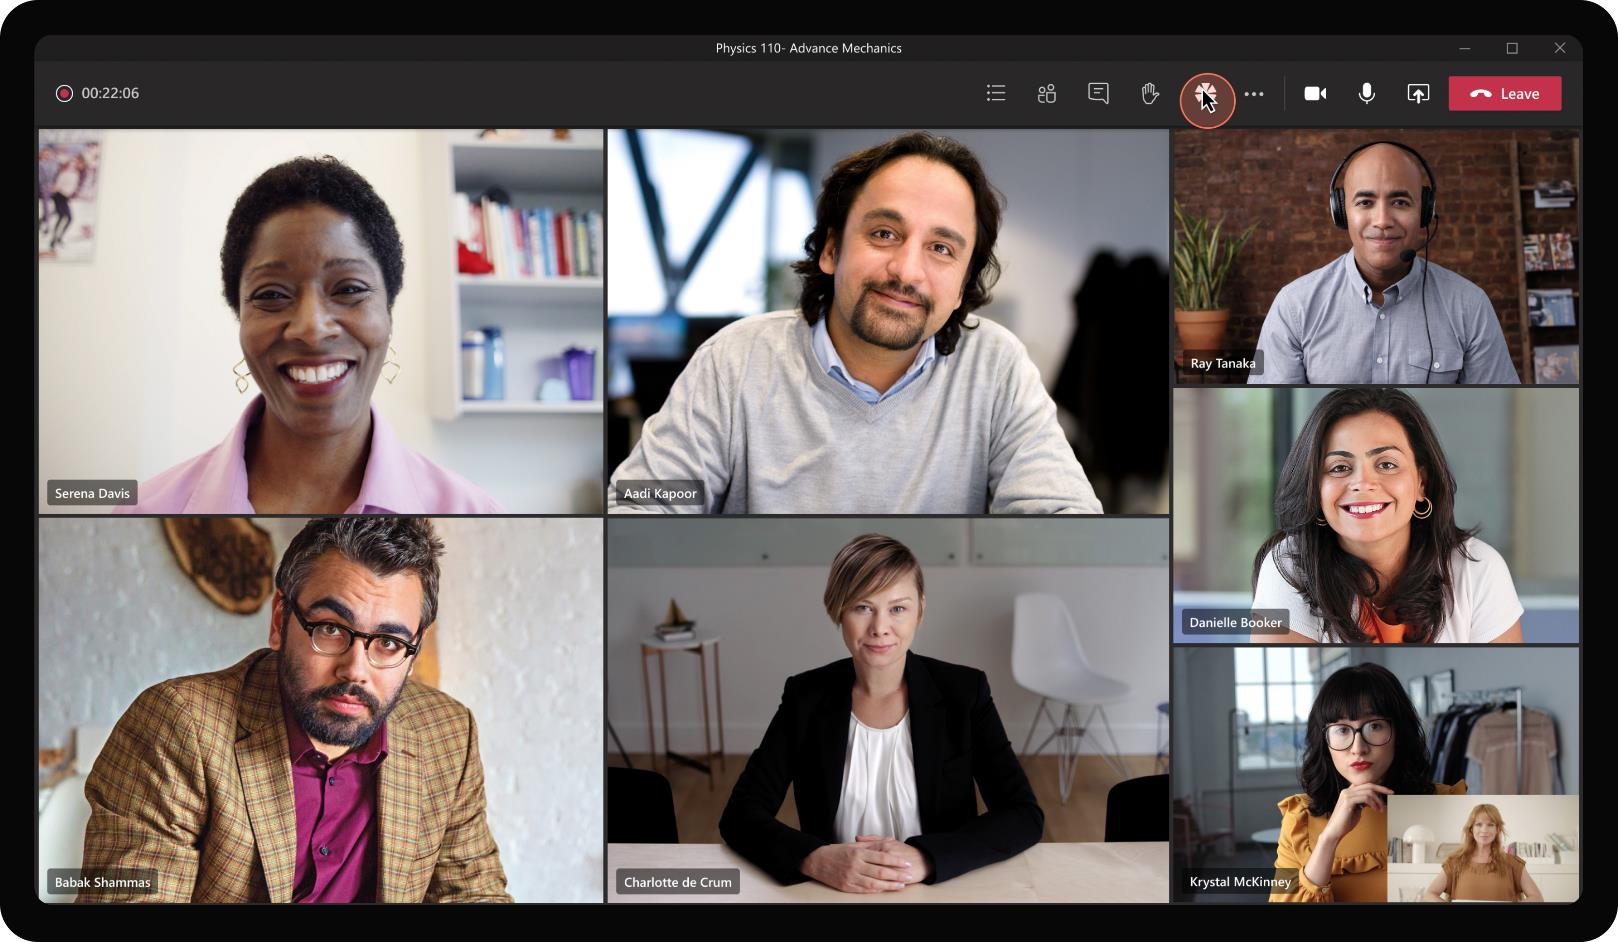 Physics 110- Advance Mechanics
00:22:06
Leave
Serena Davis
Aadi Kapoor
Ray Tanaka
Danielle Booker
Babak Shammas
Charlotte de Crum
Krystal McKinney